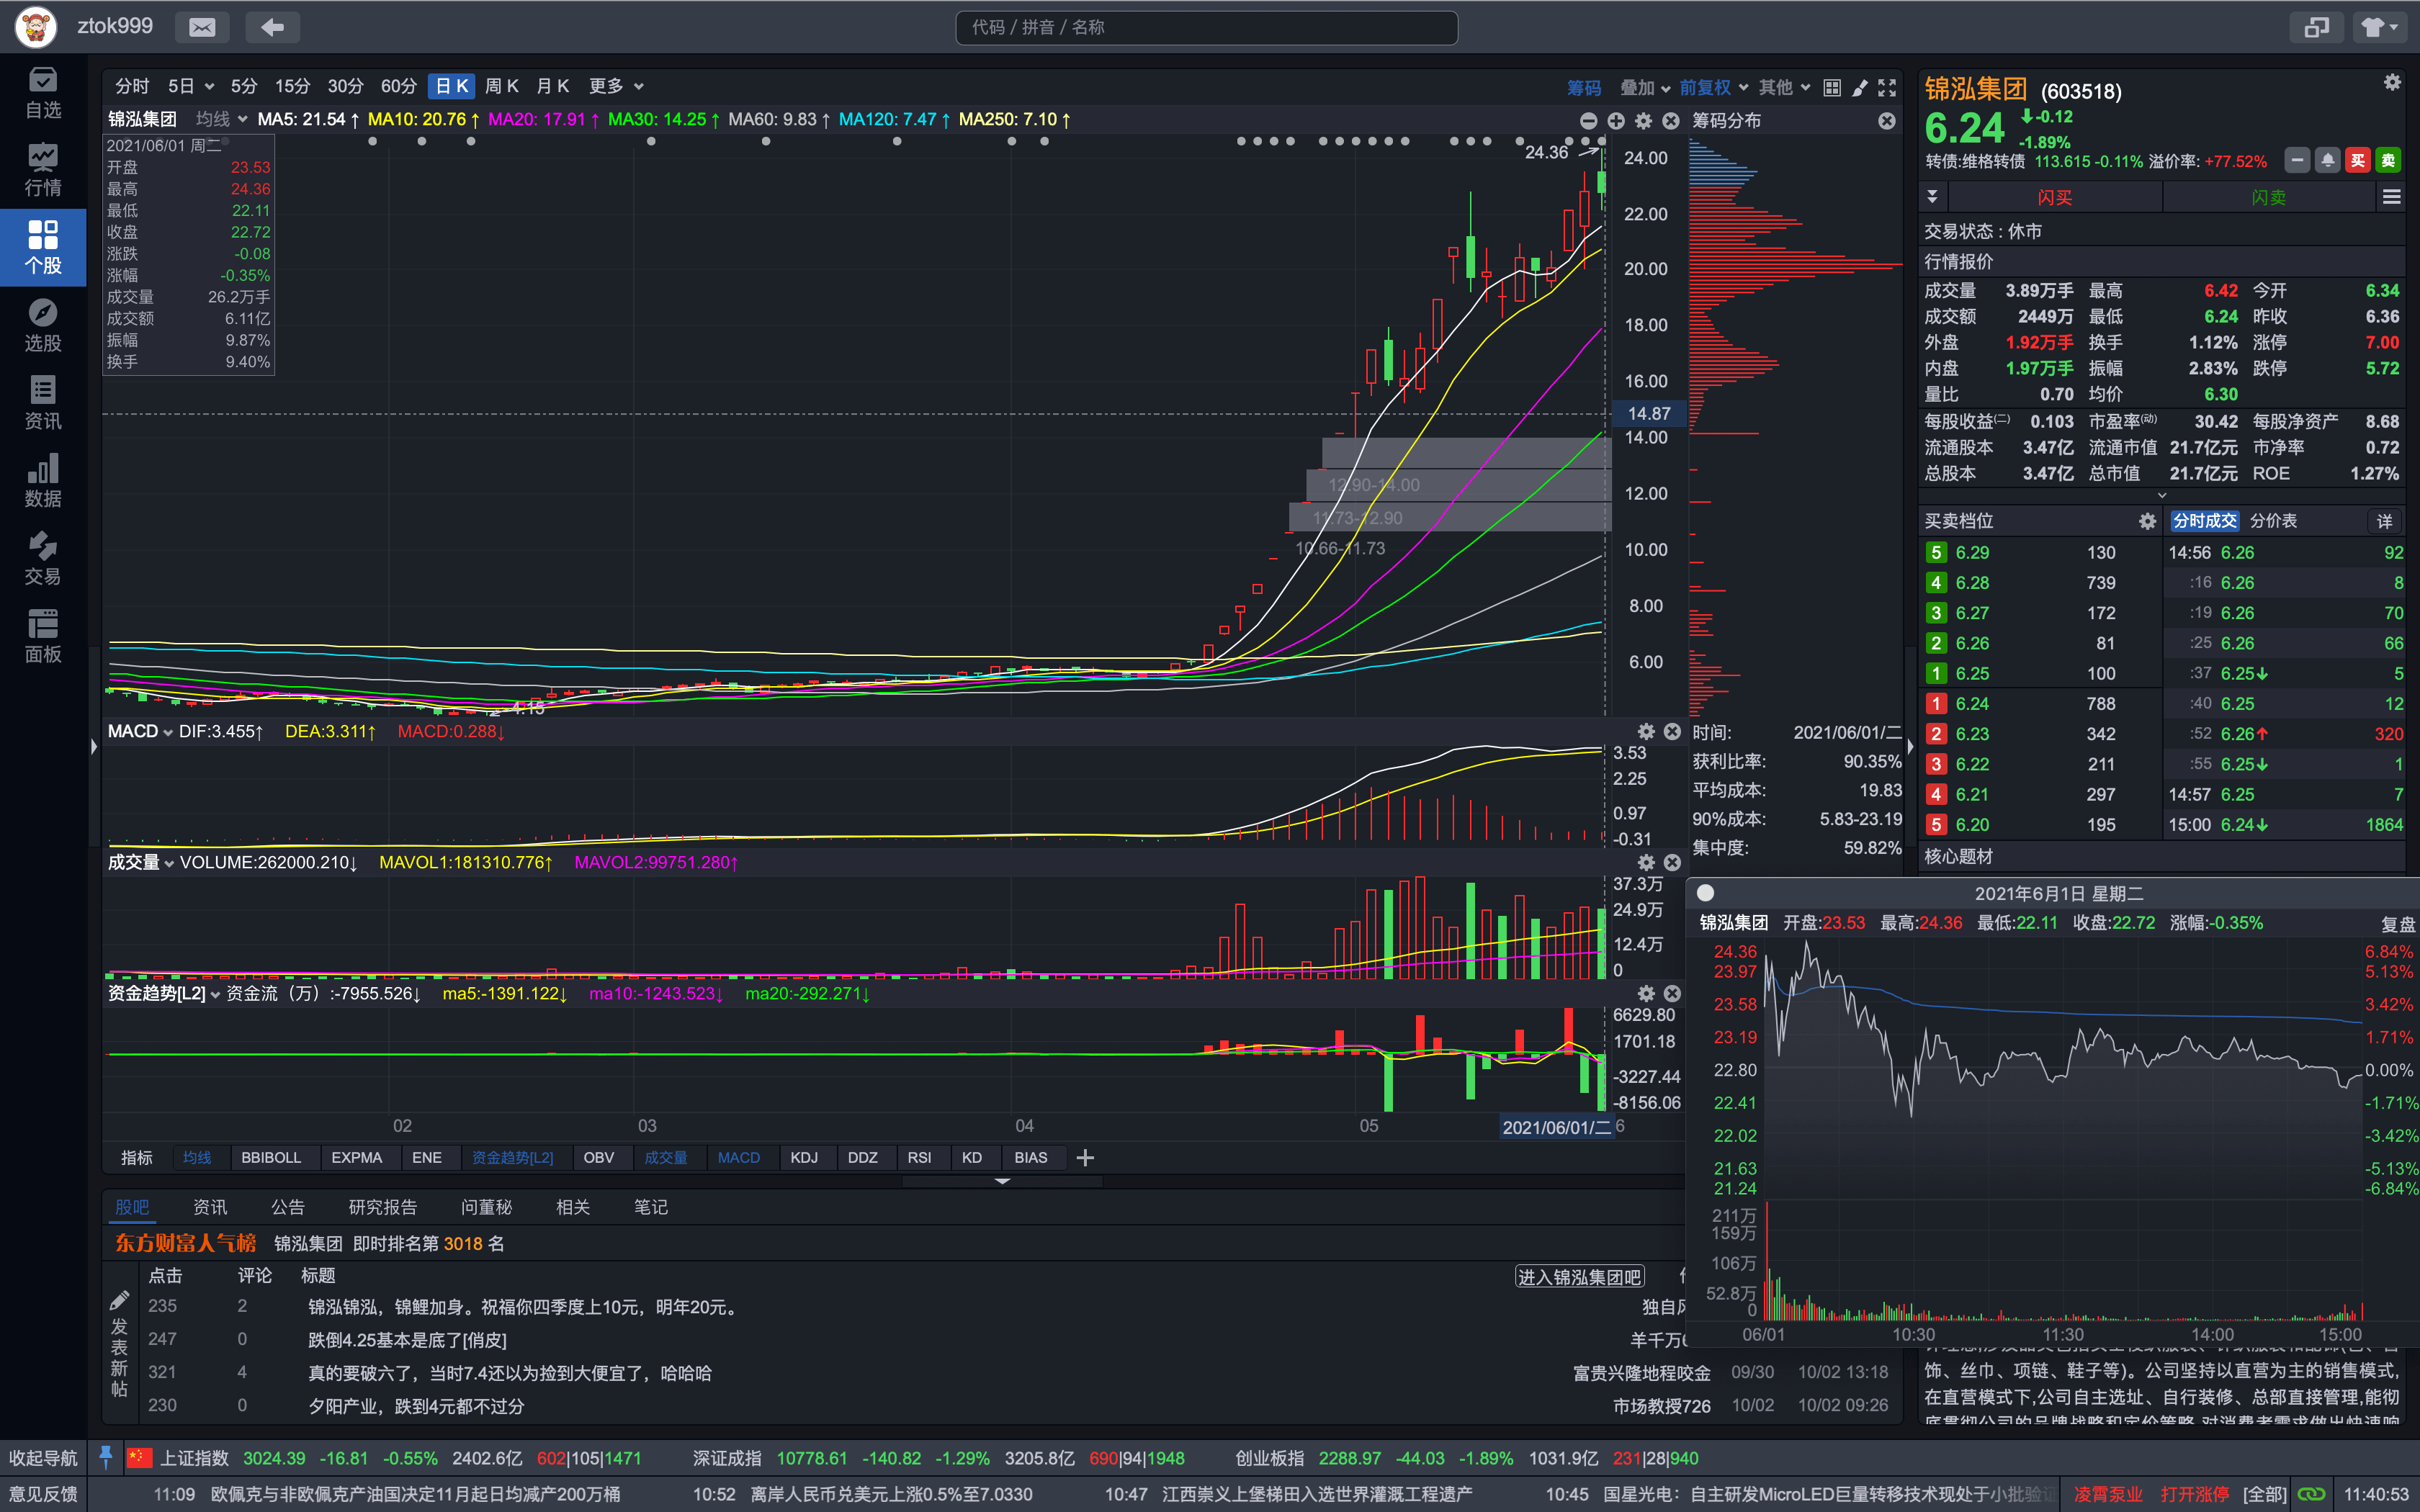 ztok999
代码 / 拼音 / 名称
自选
行情
个股
选股
资讯
数据
交易
面板
分时 5日 5分 15分 30分 60分 日K 周K 月K 更多
筹码 叠加 前复权 其他
锦泓集团 均线 MA5: 21.54↑ MA10: 20.76↑ MA20: 17.91↑ MA30: 14.25↑ MA60: 9.83↑ MA120: 7.47↑ MA250: 7.10↑
筹码分布
2021/06/01 周二
开盘 23.53
最高 24.36
最低 22.11
收盘 22.72
涨跌 -0.08
涨幅 -0.35%
成交量 26.2万手
成交额 6.11亿
振幅 9.87%
换手 9.40%
24.36
24.00
22.00
20.00
18.00
16.00
14.87
14.00
12.00
10.00
8.00
6.00
12.90-14.00
11.73-12.90
10.66-11.73
4.15
MACD DIF:3.455↑ DEA:3.311↑ MACD:0.288↓
3.53
2.25
0.97
-0.31
成交量 VOLUME:262000.210↓ MAVOL1:181310.776↑ MAVOL2:99751.280↑
37.3万
24.9万
12.4万
0
资金趋势[L2] 资金流（万）:-7955.526↓ ma5:-1391.122↓ ma10:-1243.523↓ ma20:-292.271↓
6629.80
1701.18
-3227.44
-8156.06
02 03 04 05 2021/06/01/二 6
时间: 2021/06/01/二
获利比率: 90.35%
平均成本: 19.83
90%成本: 5.83-23.19
集中度: 59.82%
指标 均线 BBIBOLL EXPMA ENE 资金趋势[L2] OBV 成交量 MACD KDJ DDZ RSI KD BIAS
股吧 资讯 公告 研究报告 问董秘 相关 笔记
东方财富人气榜 锦泓集团 即时排名第 3018 名
点击 评论 标题 进入锦泓集团吧
发表新帖
235 2 锦泓锦泓，锦鲤加身。祝福你四季度上10元，明年20元。 独自
247 0 跌倒4.25基本是底了[俏皮] 羊千万
321 4 真的要破六了，当时7.4还以为捡到大便宜了，哈哈哈 富贵兴隆地程咬金 09/30 10/02 13:18
230 0 夕阳产业，跌到4元都不过分 市场教授726 10/02 10/02 09:26
锦泓集团 (603518)
6.24 -0.12
-1.89%
转债:维格转债 113.615 -0.11% 溢价率: +77.52% 买 卖
闪买 闪卖
交易状态 : 休市
行情报价
成交量 3.89万手 最高 6.42 今开 6.34
成交额 2449万 最低 6.24 昨收 6.36
外盘 1.92万手 换手 1.12% 涨停 7.00
内盘 1.97万手 振幅 2.83% 跌停 5.72
量比 0.70 均价 6.30
每股收益(二) 0.103 市盈率(动) 30.42 每股净资产 8.68
流通股本 3.47亿 流通市值 21.7亿元 市净率 0.72
总股本 3.47亿 总市值 21.7亿元 ROE 1.27%
买卖档位 分时成交 分价表 详
5 6.29 130 14:56 6.26 92
4 6.28 739 :16 6.26 8
3 6.27 172 :19 6.26 70
2 6.26 81 :25 6.26 66
1 6.25 100 :37 6.25↓ 5
1 6.24 788 :40 6.25 12
2 6.23 342 :52 6.26↑ 320
3 6.22 211 :55 6.25↓ 1
4 6.21 297 14:57 6.25 7
5 6.20 195 15:00 6.24↓ 1864
核心题材
2021年6月1日 星期二
锦泓集团 开盘:23.53 最高:24.36 最低:22.11 收盘:22.72 涨幅:-0.35% 复盘
24.36 6.84%
23.97 5.13%
23.58 3.42%
23.19 1.71%
22.80 0.00%
22.41 -1.71%
22.02 -3.42%
21.63 -5.13%
21.24 -6.84%
211万
159万
106万
52.8万
0
06/01 10:30 11:30 14:00 15:00
饰、丝巾、项链、鞋子等)。公司坚持以直营为主的销售模式,
在直营模式下,公司自主选址、自行装修、总部直接管理,能彻
底贯彻公司的品牌战略和定价策略,对消费者需求做出快速响
收起导航 上证指数 3024.39 -16.81 -0.55% 2402.6亿 602|105|1471 深证成指 10778.61 -140.82 -1.29% 3205.8亿 690|94|1948 创业板指 2288.97 -44.03 -1.89% 1031.9亿 231|28|940
意见反馈 11:09 欧佩克与非欧佩克产油国决定11月起日均减产200万桶 10:52 离岸人民币兑美元上涨0.5%至7.0330 10:47 江西崇义上堡梯田入选世界灌溉工程遗产 10:45 国星光电：自主研发MicroLED巨量转移技术现处于小批验证 凌霄泵业 打开涨停 [全部] 11:40:53